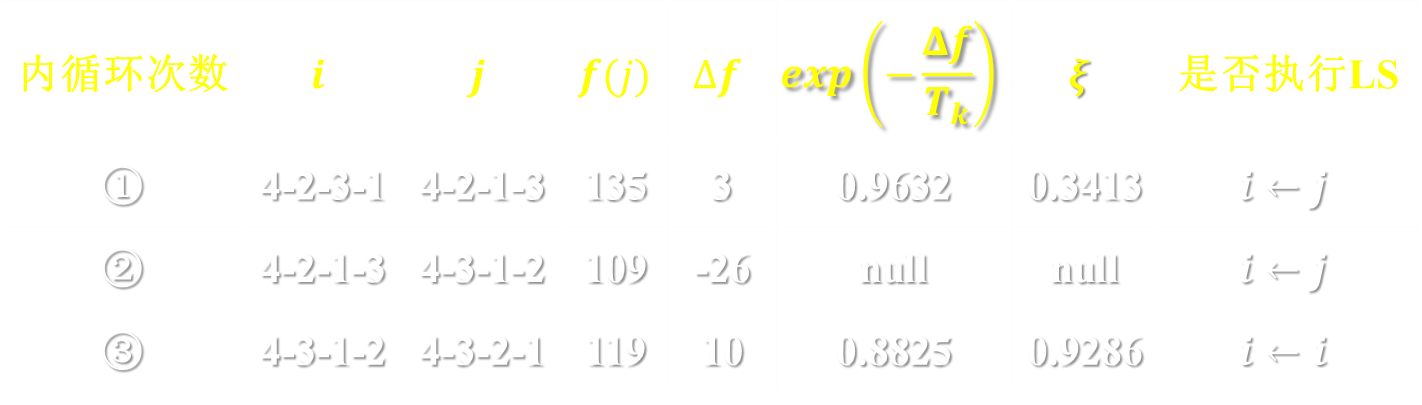 内循环次数 i j f(j) Δf exp(−Δf/T_k) ξ 是否执行LS
① 4-2-3-1 4-2-1-3 135 3 0.9632 0.3413 i ← j
② 4-2-1-3 4-3-1-2 109 -26 null null i ← j
③ 4-3-1-2 4-3-2-1 119 10 0.8825 0.9286 i ← i